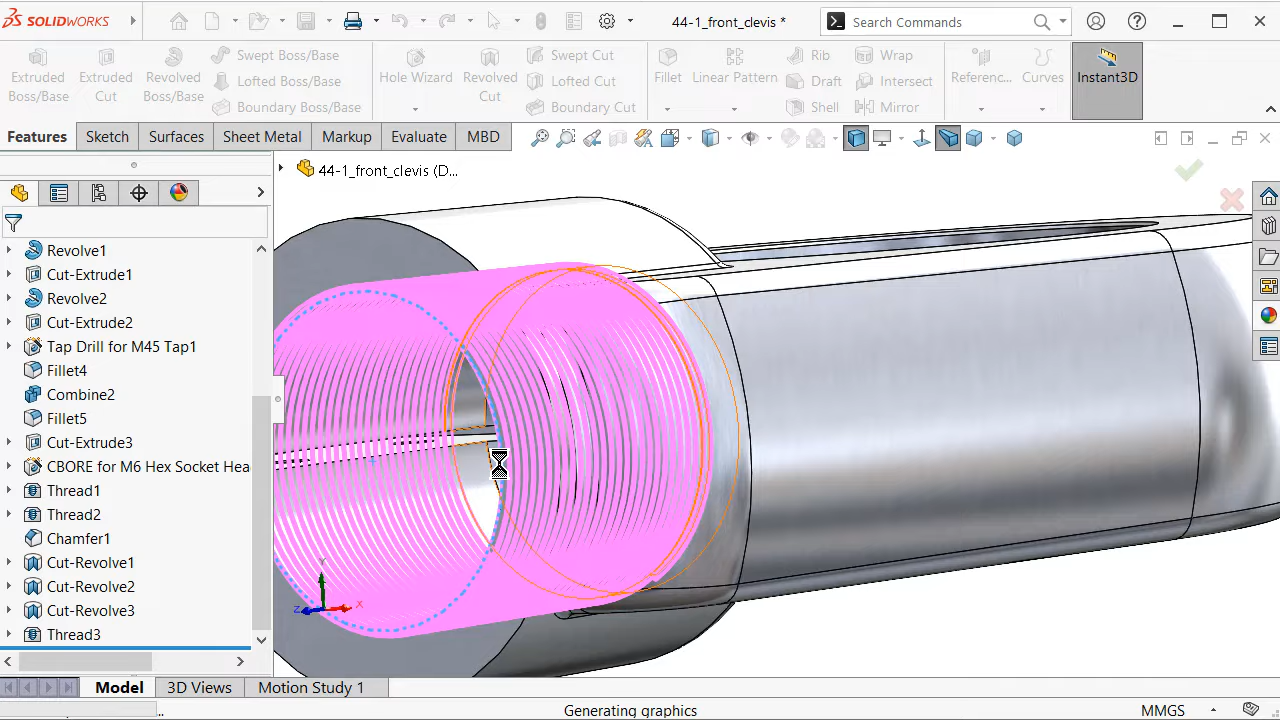 SOLIDWORKS
44-1_front_clevis *
Search Commands
Extruded Boss/Base
Extruded Cut
Revolved Boss/Base
Swept Boss/Base
Lofted Boss/Base
Boundary Boss/Base
Hole Wizard
Revolved Cut
Swept Cut
Lofted Cut
Boundary Cut
Fillet
Linear Pattern
Rib
Draft
Shell
Wrap
Intersect
Mirror
Referenc...
Curves
Instant3D
Features
Sketch
Surfaces
Sheet Metal
Markup
Evaluate
MBD
44-1_front_clevis (D...
Revolve1
Cut-Extrude1
Revolve2
Cut-Extrude2
Tap Drill for M45 Tap1
Fillet4
Combine2
Fillet5
Cut-Extrude3
CBORE for M6 Hex Socket Hea
Thread1
Thread2
Chamfer1
Cut-Revolve1
Cut-Revolve2
Cut-Revolve3
Thread3
Y
Z
X
Model
3D Views
Motion Study 1
..
Generating graphics
MMGS